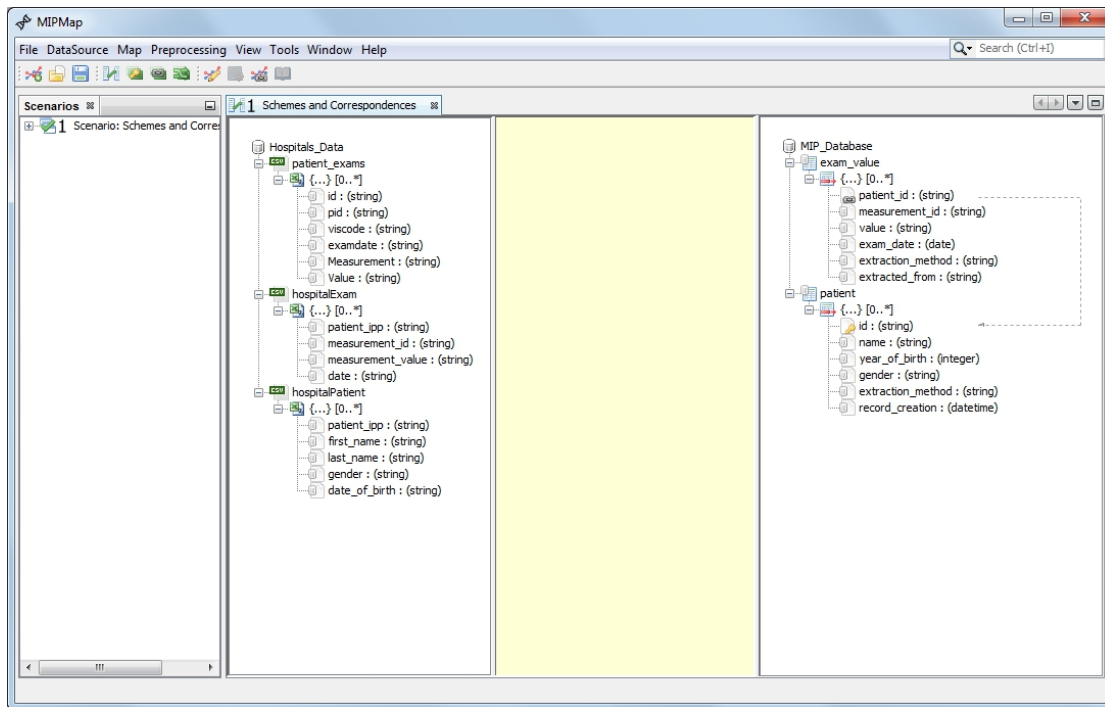 MIPMap
File DataSource Map Preprocessing View Tools Window Help
Search (Ctrl+I)
Scenarios
1 Scenario: Schemes and Corre
1 Schemes and Correspondences
Hospitals_Data
CSV patient_exams
{...} [0..*]
id : (string)
pid : (string)
viscode : (string)
examdate : (string)
Measurement : (string)
Value : (string)
CSV hospitalExam
{...} [0..*]
patient_ipp : (string)
measurement_id : (string)
measurement_value : (string)
date : (string)
CSV hospitalPatient
{...} [0..*]
patient_ipp : (string)
first_name : (string)
last_name : (string)
gender : (string)
date_of_birth : (string)
MIP_Database
exam_value
{...} [0..*]
patient_id : (string)
measurement_id : (string)
value : (string)
exam_date : (date)
extraction_method : (string)
extracted_from : (string)
patient
{...} [0..*]
id : (string)
name : (string)
year_of_birth : (integer)
gender : (string)
extraction_method : (string)
record_creation : (datetime)